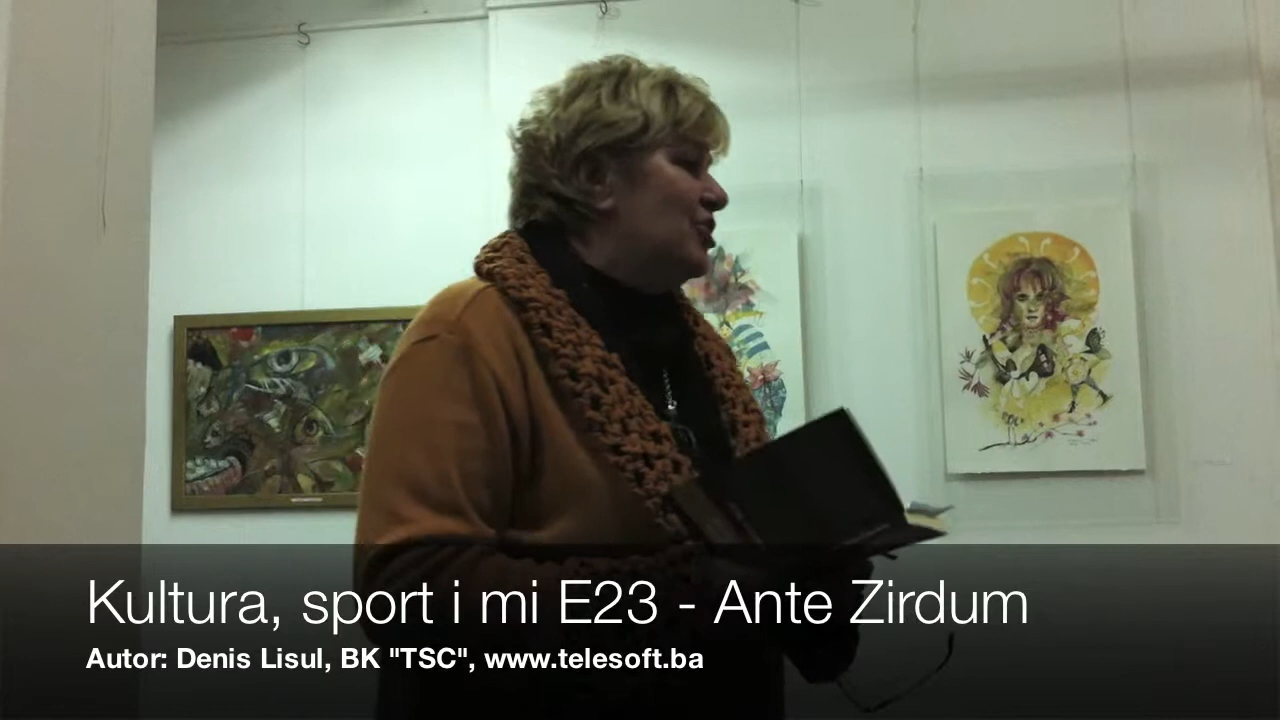 Kultura, sport i mi E23 - Ante Zirdum
Autor: Denis Lisul, BK "TSC", www.telesoft.ba